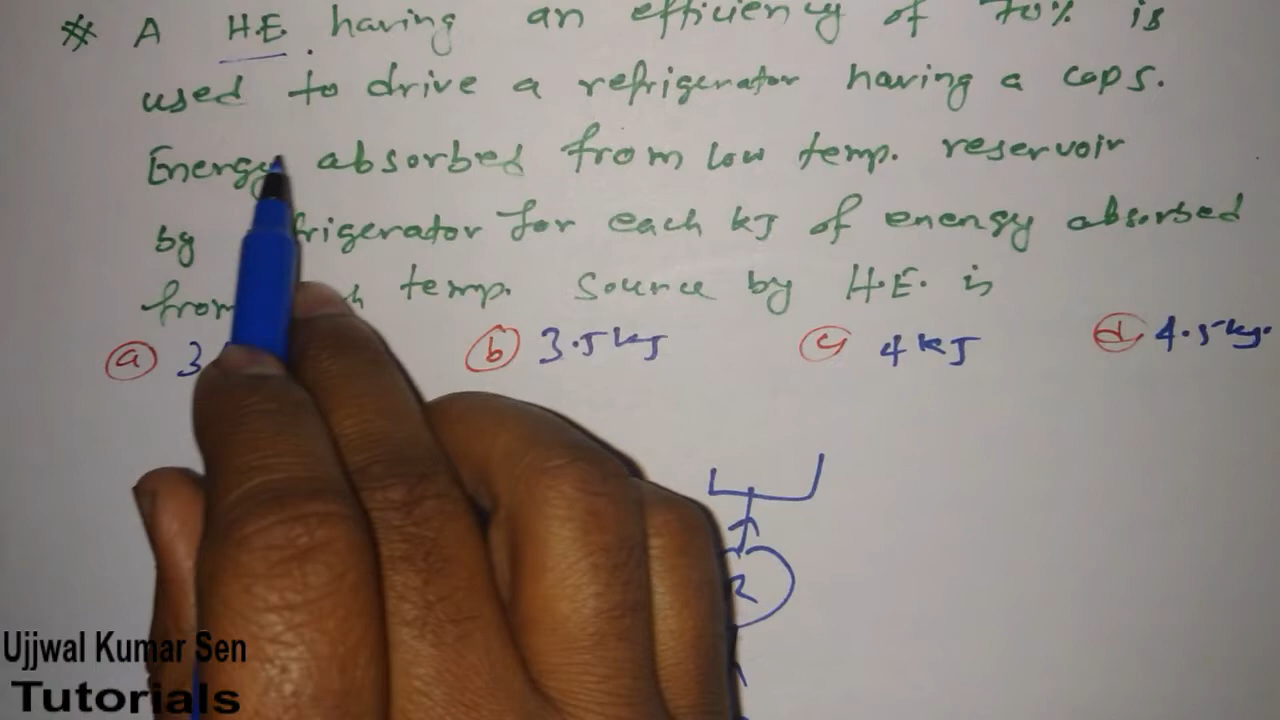 * A H.E. having an efficiency of 70% is
used to drive a refrigerator having a cop 5.
Energy absorbed from low temp. reservoir
by frigerator for each kJ of energy absorbed
from temp. source by H.E. is
(a) 3 (b) 3.5 kJ (c) 4 kJ (d) 4.5 kJ.
R
Ujjwal Kumar Sen
Tutorials